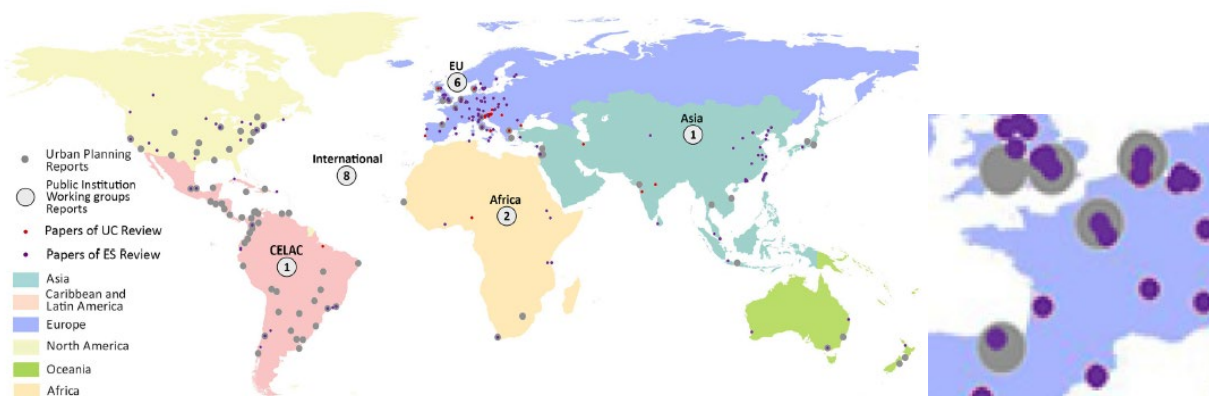 EU
6
Asia
1
International
8
Africa
2
CELAC
1
Urban Planning
Reports
Public Institution
Working groups
Reports
Papers of UC Review
Papers of ES Review
Asia
Caribbean and
Latin America
Europe
North America
Oceania
Africa